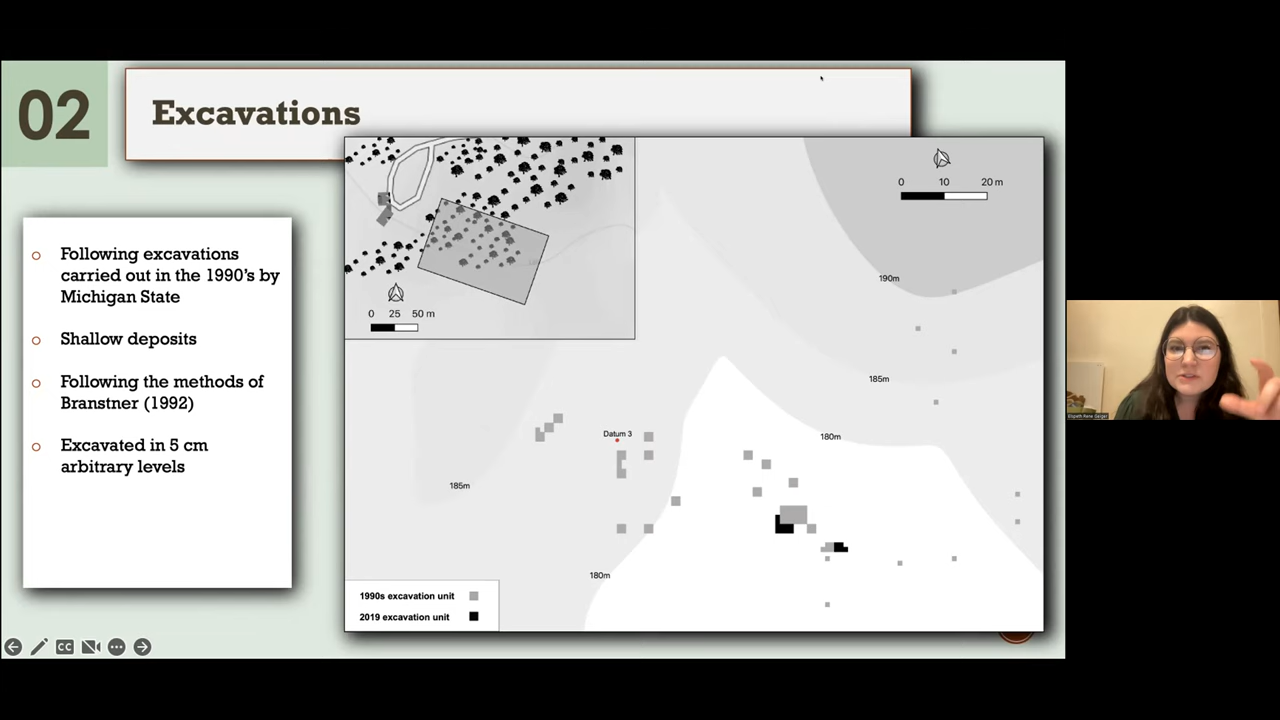 02
Excavations
Following excavations
carried out in the 1990's by
Michigan State
Shallow deposits
Following the methods of
Branstner (1992)
Excavated in 5 cm
arbitrary levels
0 25 50 m
0 10 20 m
190m
185m
180m
Datum 3
185m
180m
1990s excavation unit
2019 excavation unit
CC